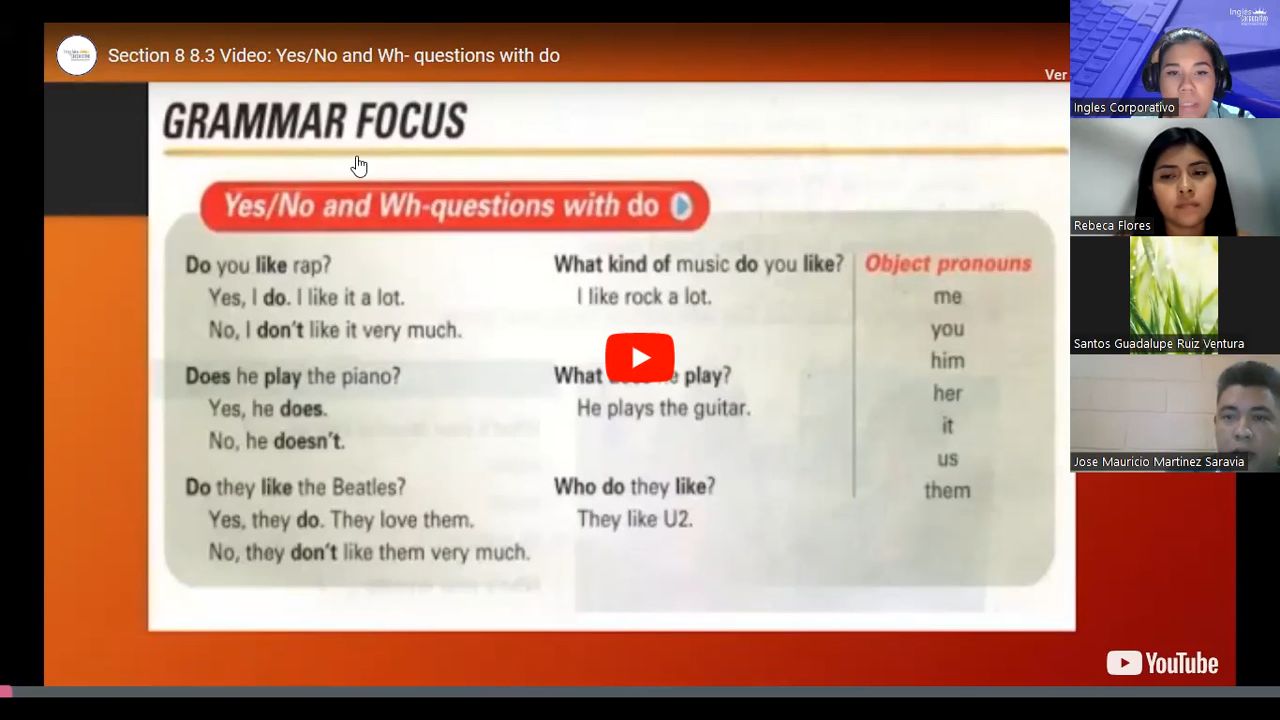 Section 8 8.3 Video: Yes/No and Wh- questions with do
Ver
GRAMMAR FOCUS
Yes/No and Wh-questions with do
Do you like rap?
Yes, I do. I like it a lot.
No, I don't like it very much.
Does he play the piano?
Yes, he does.
No, he doesn't.
Do they like the Beatles?
Yes, they do. They love them.
No, they don't like them very much.
What kind of music do you like?
I like rock a lot.
What he play?
He plays the guitar.
Who do they like?
They like U2.
Object pronouns
me
you
him
her
it
us
them
YouTube
Ingles
CORPORATIVO
Ingles Corporativo
Rebeca Flores
Santos Guadalupe Ruiz Ventura
Jose Mauricio Martinez Saravia